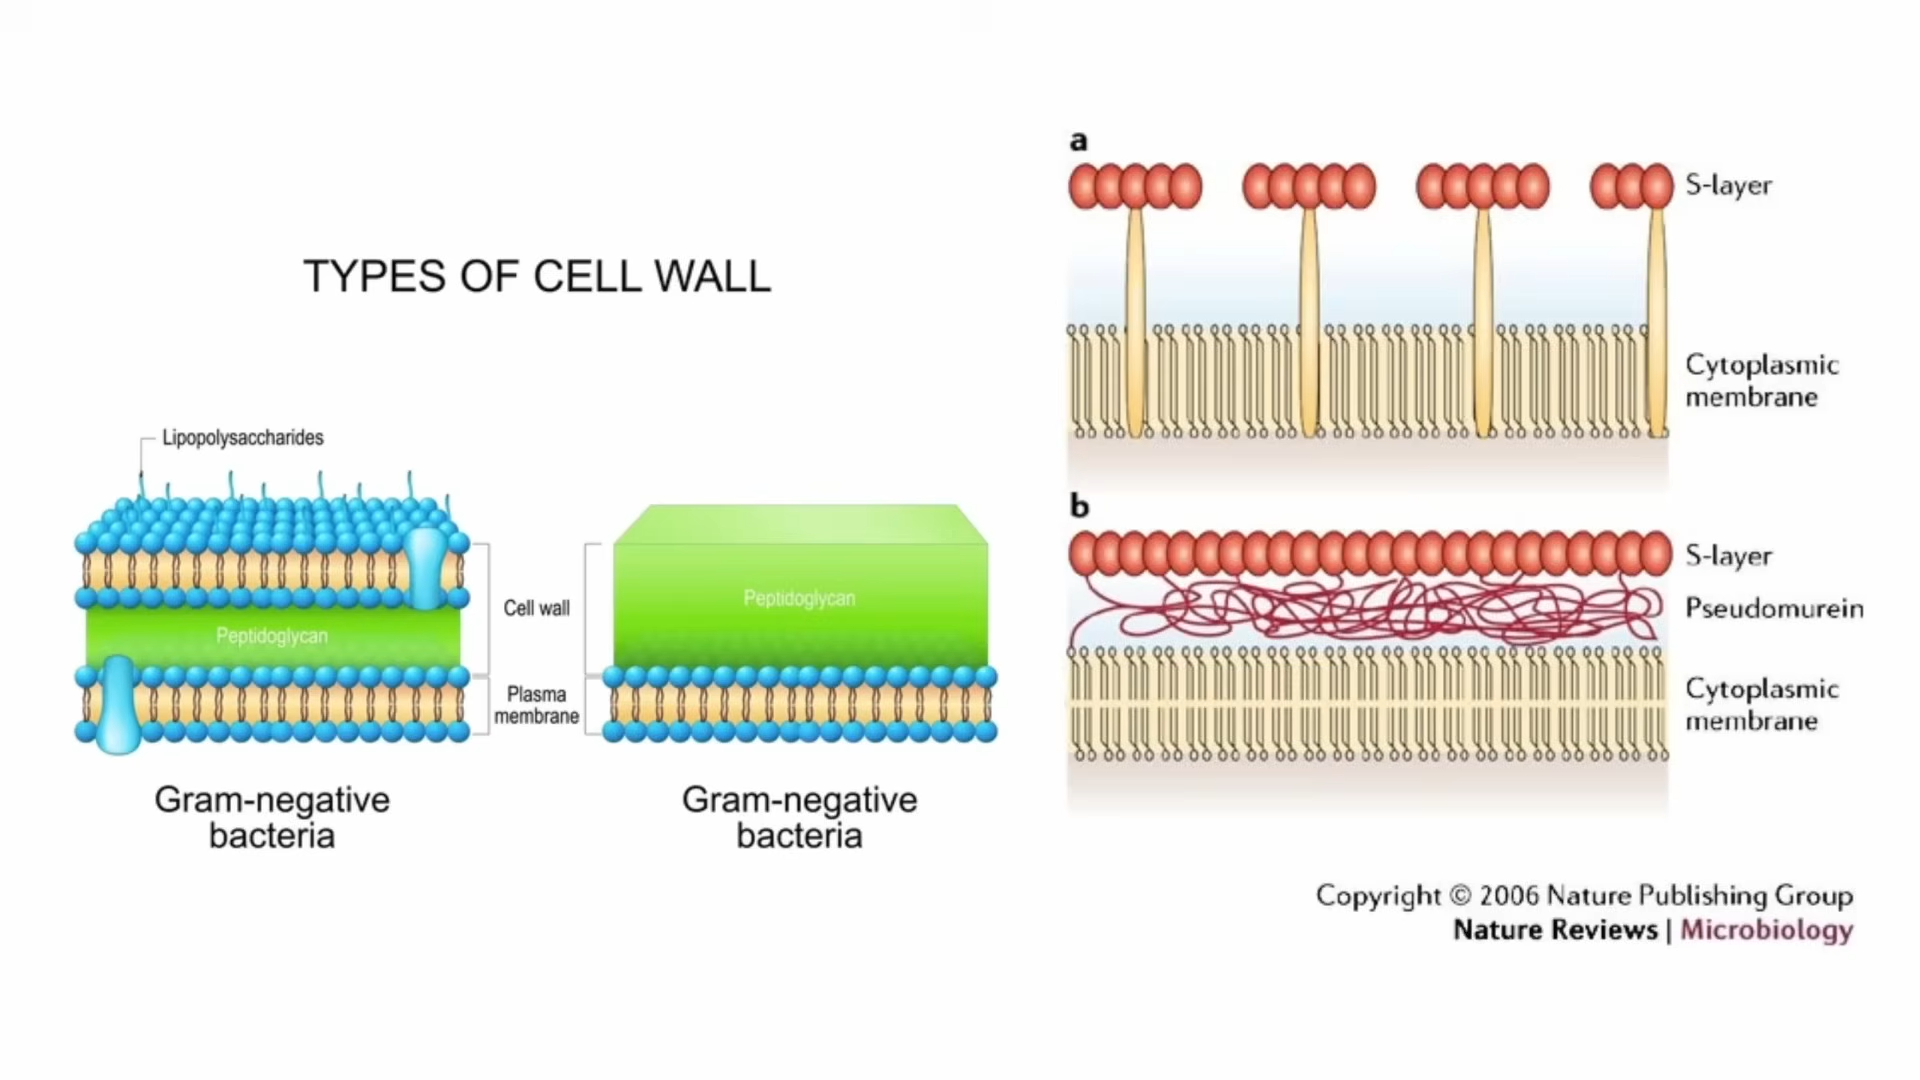 TYPES OF CELL WALL
Lipopolysaccharides
Peptidoglycan
Cell wall
Plasma
membrane
Peptidoglycan
Gram-negative
bacteria
Gram-negative
bacteria
a
S-layer
Cytoplasmic
membrane
b
S-layer
Pseudomurein
Cytoplasmic
membrane
Copyright © 2006 Nature Publishing Group
Nature Reviews | Microbiology